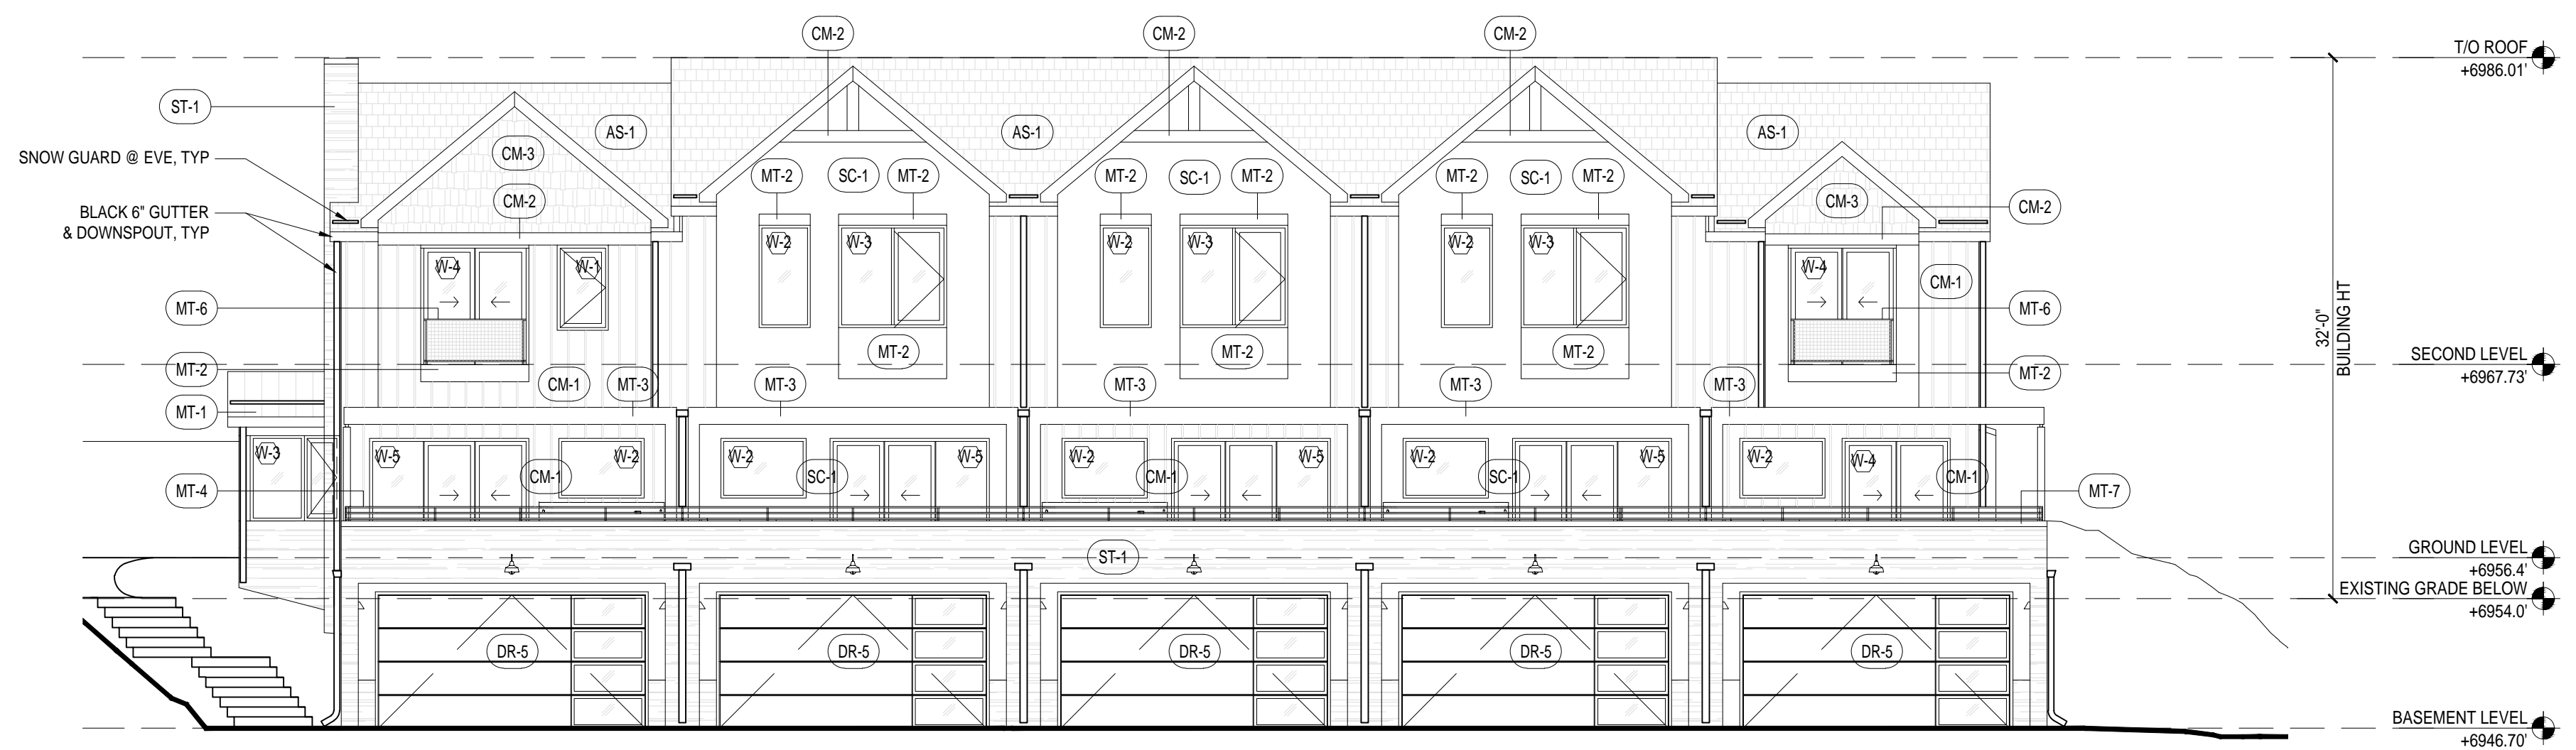 CM-2 CM-2 CM-2
T/O ROOF
+6986.01'
ST-1
AS-1 AS-1 AS-1
SNOW GUARD @ EVE, TYP
CM-3
MT-2 SC-1 MT-2 MT-2 SC-1 MT-2 MT-2 SC-1 MT-2
CM-3
CM-2 CM-2
BLACK 6" GUTTER
& DOWNSPOUT, TYP
W-2 W-3 W-2 W-3 W-2 W-3
W-4 W-1 W-4
CM-1
MT-6 MT-6
32'-0"
BUILDING HT
MT-2 MT-2 MT-2
SECOND LEVEL
+6967.73'
MT-2 MT-2
CM-1 MT-3 MT-3 MT-3 MT-3 MT-3
MT-1
W-3 W-5 W-2 W-2 W-5 W-2 W-5 W-2 W-5 W-2 W-4
CM-1 SC-1 CM-1 SC-1 CM-1
MT-4 MT-7
GROUND LEVEL
+6956.4'
ST-1
EXISTING GRADE BELOW
+6954.0'
DR-5 DR-5 DR-5 DR-5 DR-5
BASEMENT LEVEL
+6946.70'